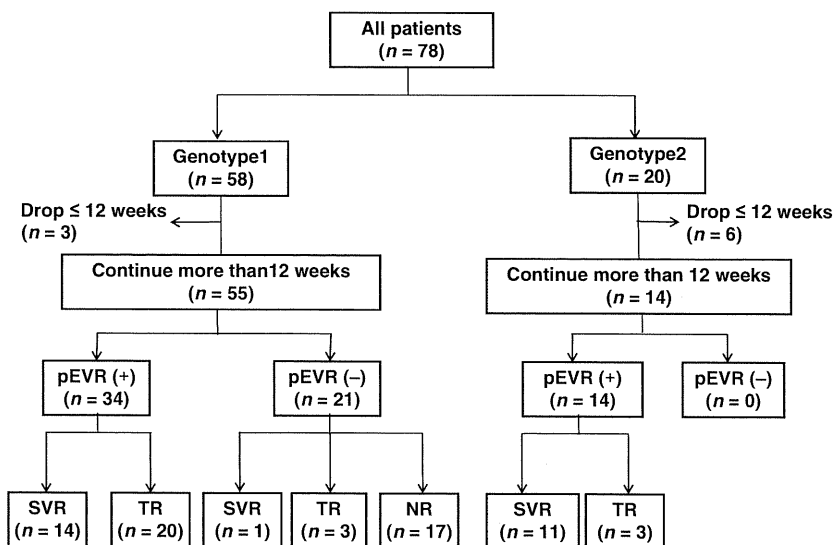 All patients
(n = 78)
Genotype1
(n = 58)
Genotype2
(n = 20)
Drop ≤ 12 weeks
(n = 3)
Drop ≤ 12 weeks
(n = 6)
Continue more than12 weeks
(n = 55)
Continue more than 12 weeks
(n = 14)
pEVR (+)
(n = 34)
pEVR (–)
(n = 21)
pEVR (+)
(n = 14)
pEVR (–)
(n = 0)
SVR
(n = 14)
TR
(n = 20)
SVR
(n = 1)
TR
(n = 3)
NR
(n = 17)
SVR
(n = 11)
TR
(n = 3)